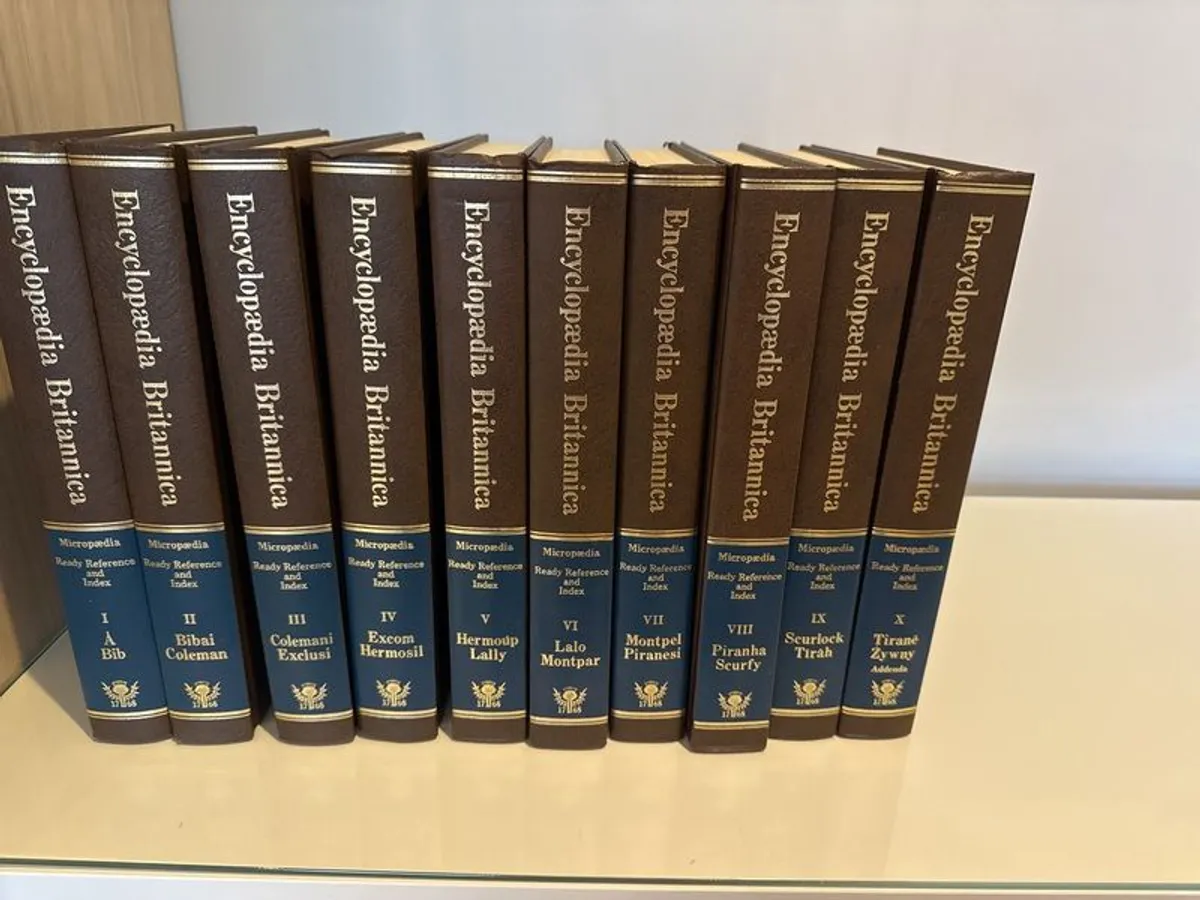 Encyclopædia Britannica
Micropædia
Ready Reference
and
Index
I
Å
Bib
1768
Encyclopædia Britannica
Micropædia
Ready Reference
and
Index
II
Bibai
Coleman
1768
Encyclopædia Britannica
Micropædia
Ready Reference
and
Index
III
Colemani
Exclusi
1768
Encyclopædia Britannica
Micropædia
Ready Reference
and
Index
IV
Excom
Hermosil
1768
Encyclopædia Britannica
Micropædia
Ready Reference
and
Index
V
Hermoúp
Lally
1768
Encyclopædia Britannica
Micropædia
Ready Reference
and
Index
VI
Lalo
Montpar
1768
Encyclopædia Britannica
Micropædia
Ready Reference
and
Index
VII
Montpel
Piranesi
1768
Encyclopædia Britannica
Micropædia
Ready Reference
and
Index
VIII
Piranha
Scurfy
1768
Encyclopædia Britannica
Micropædia
Ready Reference
and
Index
IX
Scurlock
Tīrāh
1768
Encyclopædia Britannica
Micropædia
Ready Reference
and
Index
X
Tiranë
Żywny
Addenda
1768